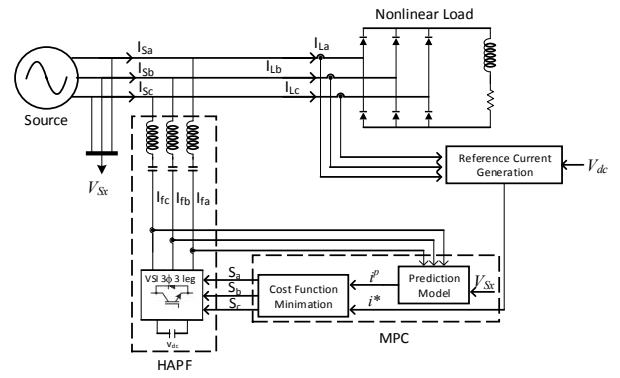 Nonlinear Load
I_Sa
I_La
I_Sb
I_Lb
I_Sc
I_Lc
Source
V_Sx
Reference Current
Generation
V_dc
I_fc I_fb I_fa
VSI 3ϕ 3 leg
S_a
S_b
S_c
Cost Function
Minimation
i^p
i*
Prediction
Model
V_Sx
v_dc
MPC
HAPF